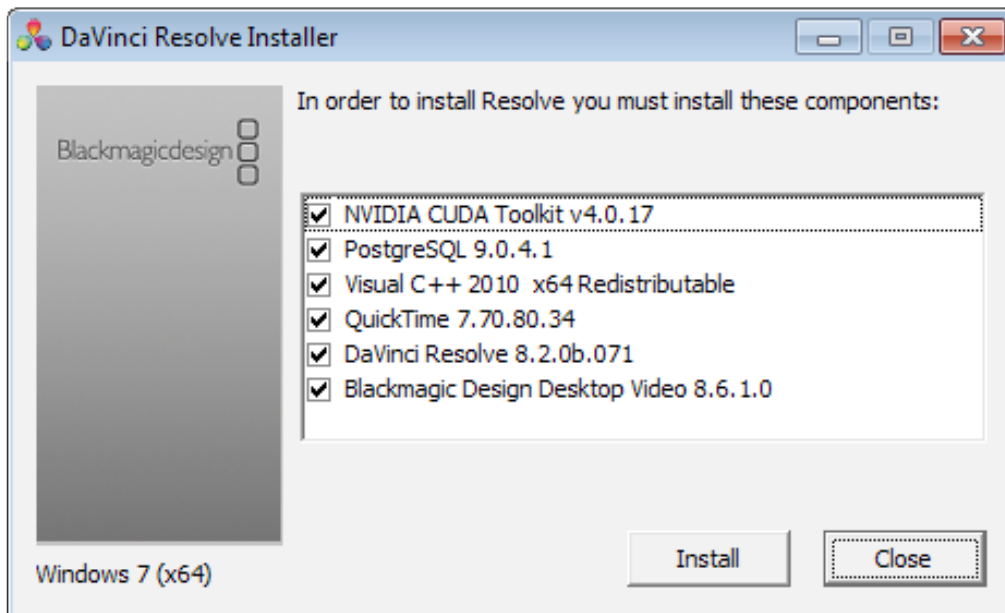 DaVinci Resolve Installer
In order to install Resolve you must install these components:
Blackmagicdesign
NVIDIA CUDA Toolkit v4.0.17
PostgreSQL 9.0.4.1
Visual C++ 2010  x64 Redistributable
QuickTime 7.70.80.34
DaVinci Resolve 8.2.0b.071
Blackmagic Design Desktop Video 8.6.1.0
Windows 7 (x64)
Install
Close